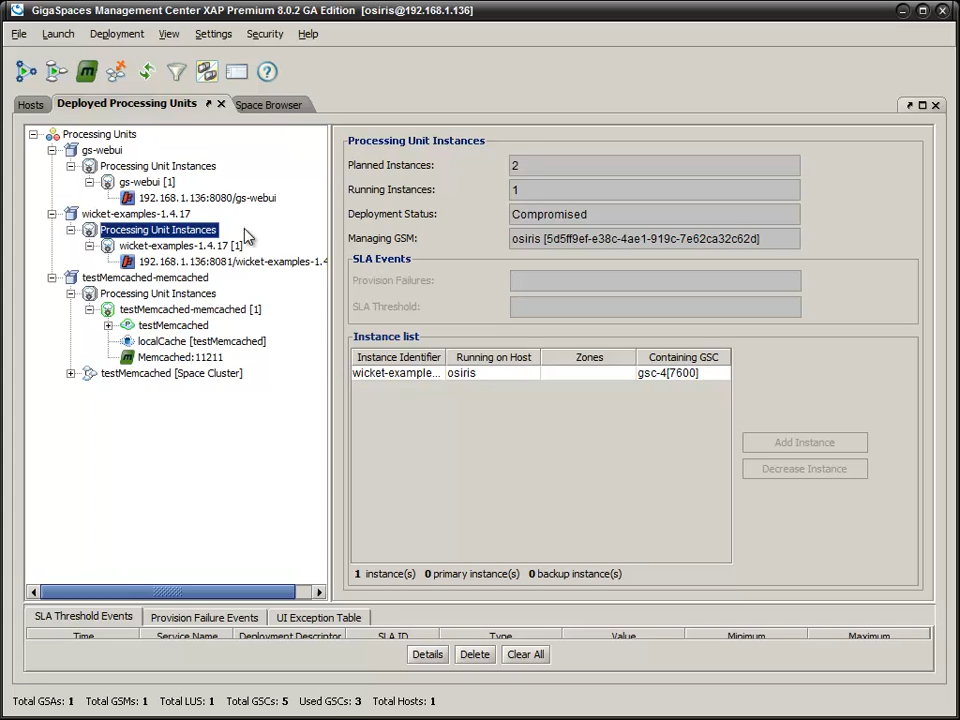 GigaSpaces Management Center XAP Premium 8.0.2 GA Edition [osiris@192.168.1.136]
File Launch Deployment View Settings Security Help
Hosts Deployed Processing Units Space Browser
Processing Units
gs-webui
Processing Unit Instances
gs-webui [1]
192.168.1.136:8080/gs-webui
wicket-examples-1.4.17
Processing Unit Instances
wicket-examples-1.4.17 [1]
192.168.1.136:8081/wicket-examples-1.4
testMemcached-memcached
Processing Unit Instances
testMemcached-memcached [1]
testMemcached
localCache [testMemcached]
Memcached:11211
testMemcached [Space Cluster]
Processing Unit Instances
Planned Instances: 2
Running Instances: 1
Deployment Status: Compromised
Managing GSM: osiris [5d5ff9ef-e38c-4ae1-919c-7e62ca32c62d]
SLA Events
Provision Failures:
SLA Threshold:
Instance list
Instance Identifier Running on Host Zones Containing GSC
wicket-example... osiris gsc-4[7600]
Add Instance
Decrease Instance
1 instance(s) 0 primary instance(s) 0 backup instance(s)
SLA Threshold Events Provision Failure Events UI Exception Table
Time Service Name Deployment Descriptor SLA ID Type Value Minimum Maximum
Details Delete Clear All
Total GSAs: 1 Total GSMs: 1 Total LUS: 1 Total GSCs: 5 Used GSCs: 3 Total Hosts: 1